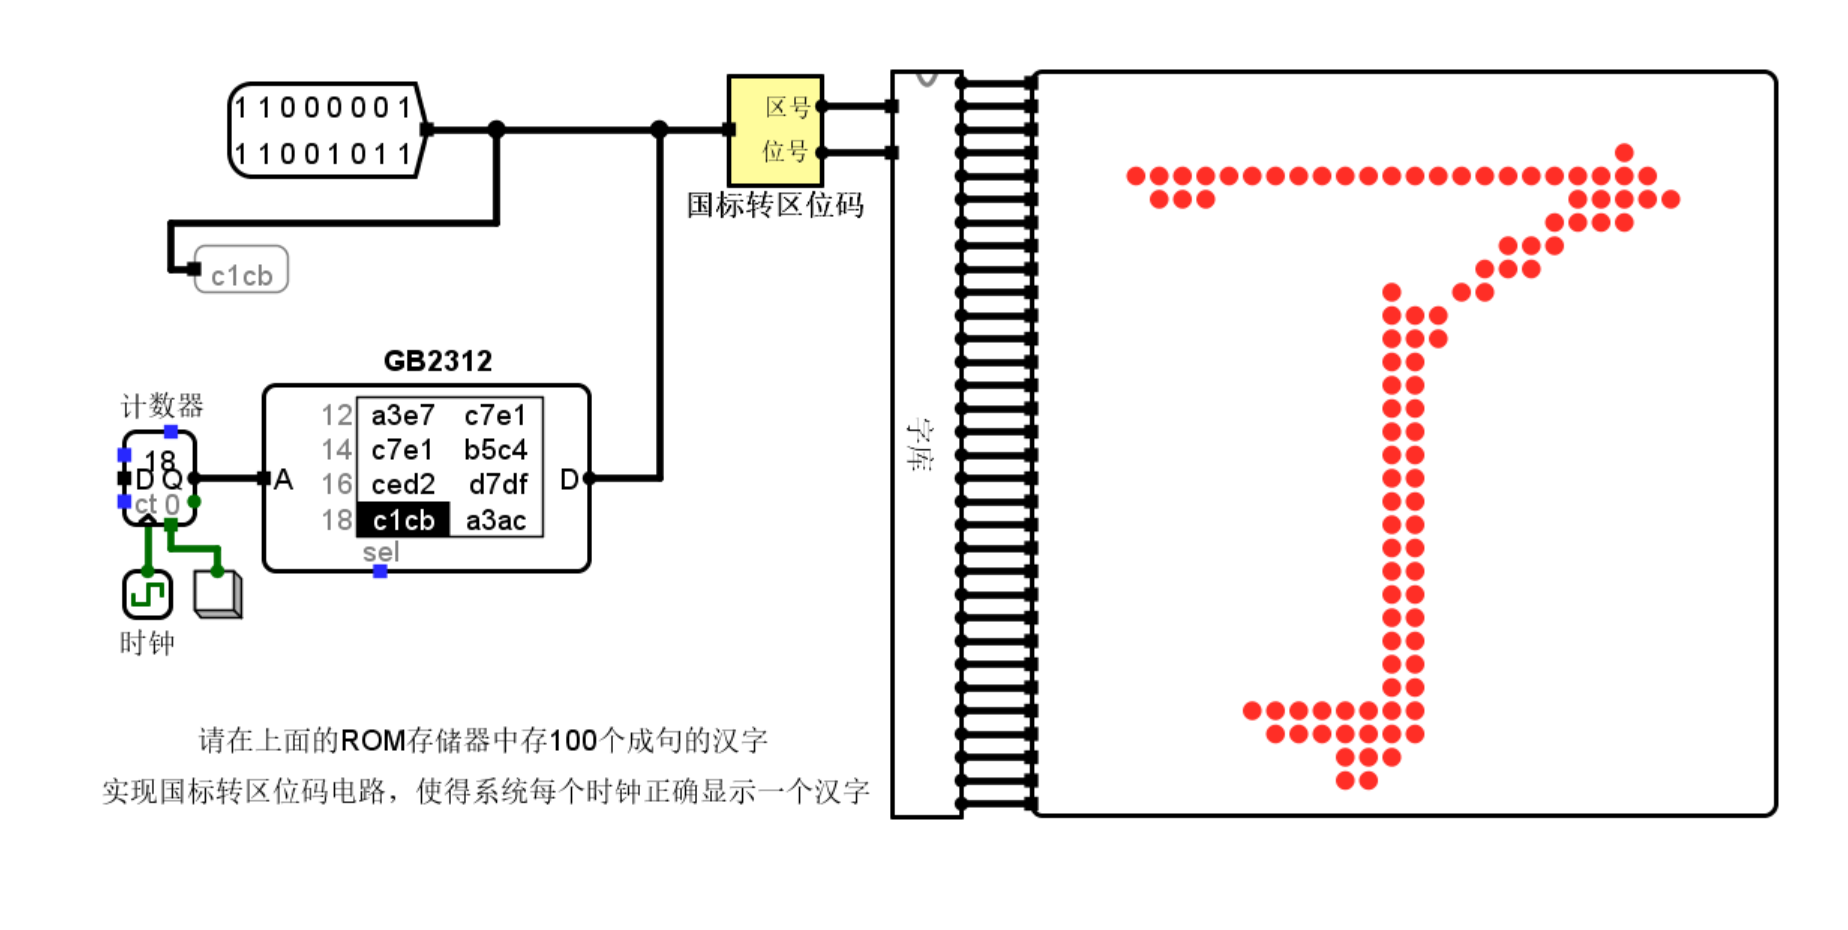 11000001
11001011
区号
位号
国标转区位码
c1cb
GB2312
计数器
18
D Q
ct 0
A
12 a3e7 c7e1
14 c7e1 b5c4
16 ced2 d7df
18 c1cb a3ac
D
sel
时钟
字库
了
请在上面的ROM存储器中存100个成句的汉字
实现国标转区位码电路，使得系统每个时钟正确显示一个汉字